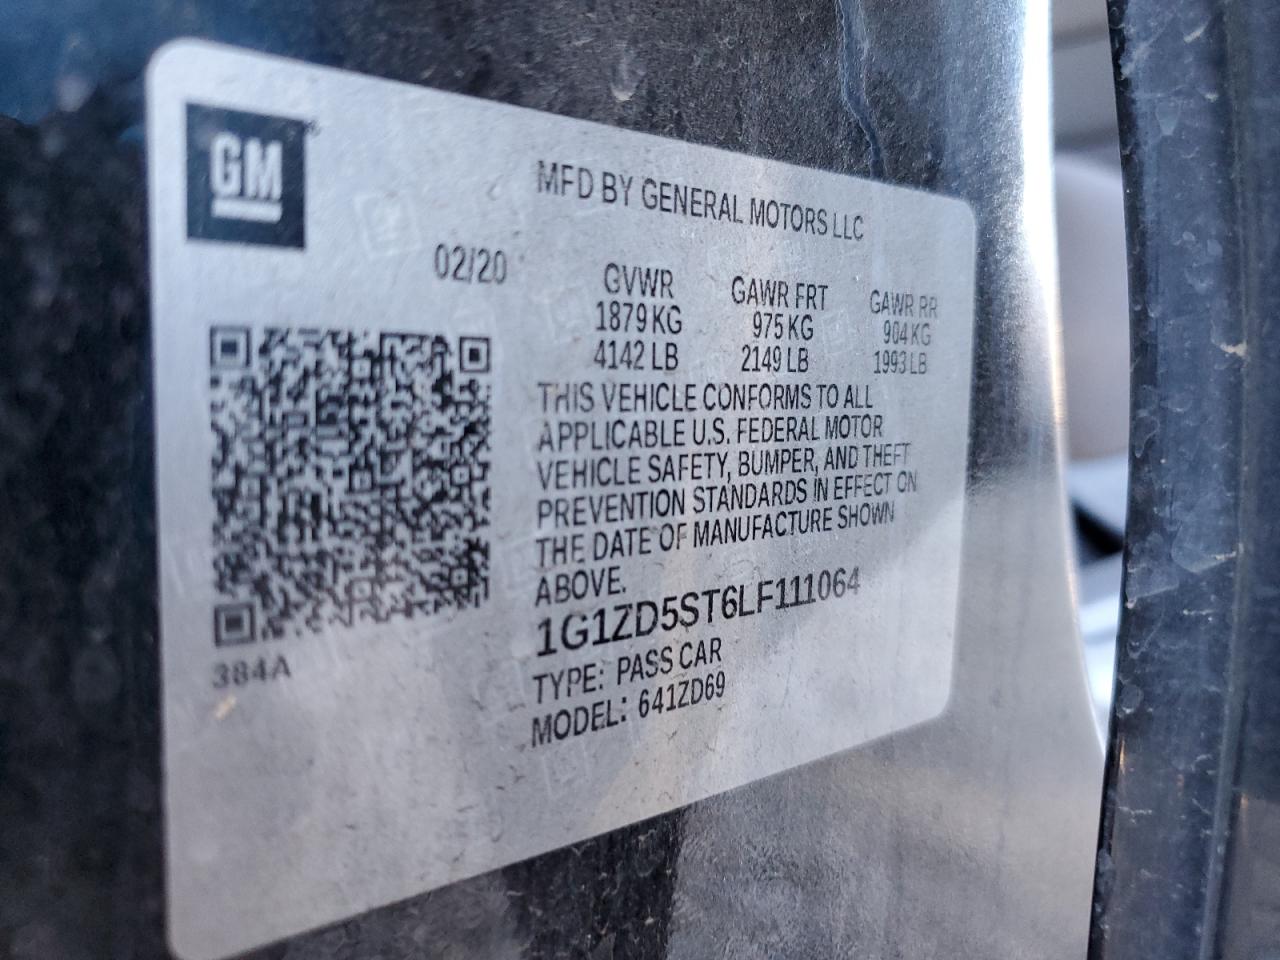 GM
MFD BY GENERAL MOTORS LLC
02/20
GVWR GAWR FRT GAWR RR
1879 KG 975 KG 904 KG
4142 LB 2149 LB 1993 LB
THIS VEHICLE CONFORMS TO ALL
APPLICABLE U.S. FEDERAL MOTOR
VEHICLE SAFETY, BUMPER, AND THEFT
PREVENTION STANDARDS IN EFFECT ON
THE DATE OF MANUFACTURE SHOWN
ABOVE.
1G1ZD5ST6LF111064
TYPE: PASS CAR
MODEL: 641ZD69
384A